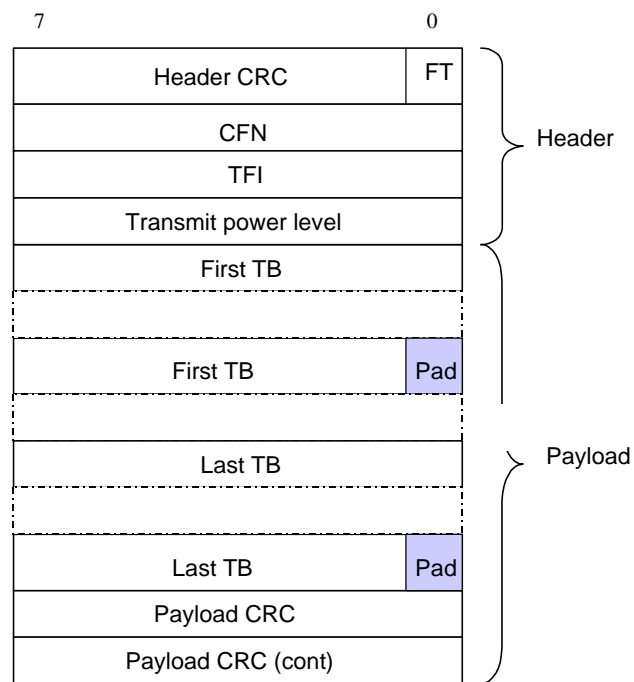 7 0
Header CRC FT
CFN
Header
TFI
Transmit power level
First TB
First TB Pad
Last TB
Payload
Last TB Pad
Payload CRC
Payload CRC (cont)